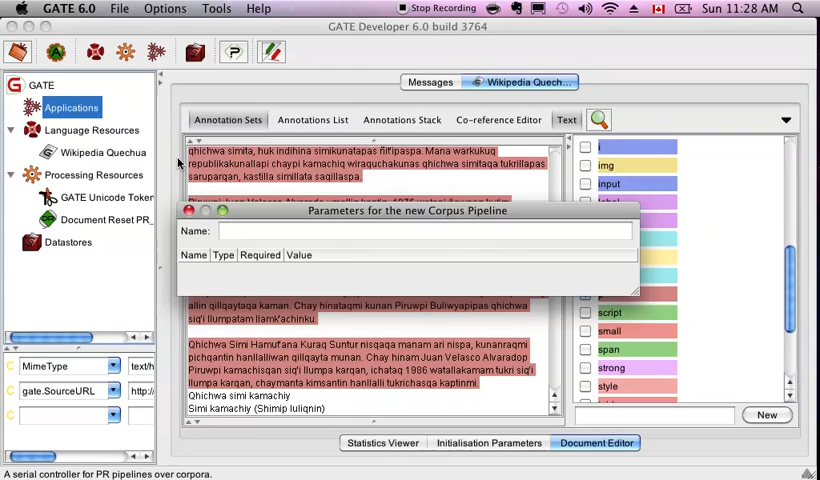 GATE 6.0 File Options Tools Help Stop Recording Sun 11:28 AM
GATE Developer 6.0 build 3764
GATE
Applications
Language Resources
Wikipedia Quechua
Processing Resources
GATE Unicode Token
Document Reset PR_
Datastores
C MimeType text/h
C gate.SourceURL http:/
C
Messages Wikipedia Quech...
Annotation Sets Annotations List Annotations Stack Co-reference Editor Text
qhichwa simita, huk indihina simikunatapas ñit'ipaspa. Mana warkukuq
republikakunallapi chaypi kamachiq wiraquchakunas qhichwa simitaqa tukrillapas
saruparqan, kastilla simillata saqillaspa.
Parameters for the new Corpus Pipeline
Name:
Name Type Required Value
allin qillqaytaqa kaman. Chay hinataqmi kunan Piruwpi Buliwyapipas
siq'i llumpatam llamk'achinku.
Qhichwa Simi Hamut'ana Kuraq Suntur nisqaqa manam ari nispa, kunanraqmi
pichqantin hanllalliwan qillqayta munan. Chay hinam Juan Velasco Alvaradop
Piruwpi kamachisqan siq'i llumpa karqan, ichataq 1986 watallakamam tukri siq'i
llumpa karqan, chaymanta kimsantin hanllalli tukrichasqa kaptinmi.
Qhichwa simi kamachiy
Simi kamachiy (Shimip Iuliqnin)
i
img
input
script
small
span
strong
style
New
Statistics Viewer Initialisation Parameters Document Editor
A serial controller for PR pipelines over corpora.